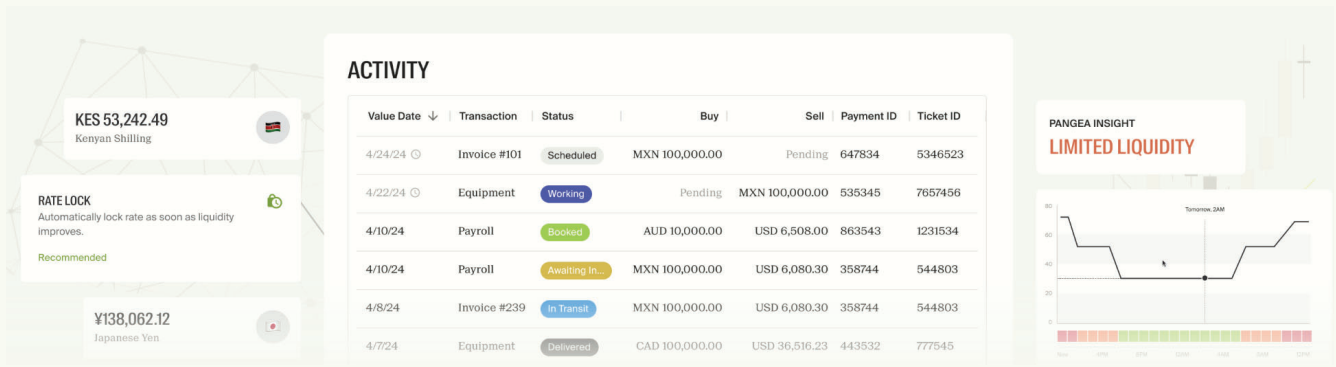 KES 53,242.49
Kenyan Shilling
RATE LOCK
Automatically lock rate as soon as liquidity
improves.
Recommended
¥138,062.12
Japanese Yen
ACTIVITY
Value Date Transaction Status Buy Sell Payment ID Ticket ID
4/24/24 Invoice #101 Scheduled MXN 100,000.00 Pending 647834 5346523
4/22/24 Equipment Working Pending MXN 100,000.00 535345 7657456
4/10/24 Payroll Booked AUD 10,000.00 USD 6,508.00 863543 1231534
4/10/24 Payroll Awaiting In... MXN 100,000.00 USD 6,080.30 358744 544803
4/8/24 Invoice #239 In Transit MXN 100,000.00 USD 6,080.30 358744 544803
4/7/24 Equipment Delivered CAD 100,000.00 USD 36,516.23 443532 777545
PANGEA INSIGHT
LIMITED LIQUIDITY
Tomorrow, 2AM
80
60
40
20
0